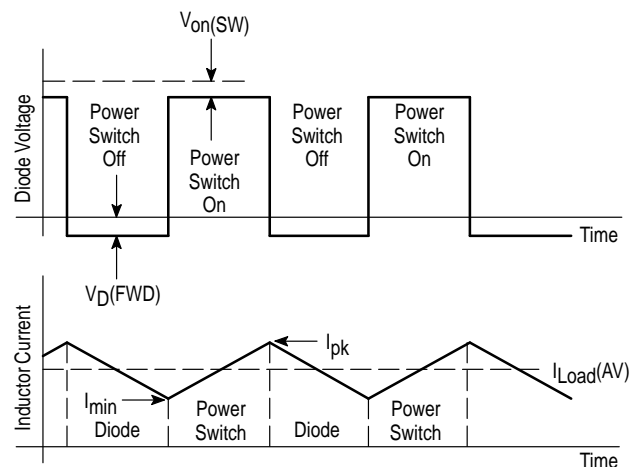 Von(SW)
Diode Voltage
Power
Switch
Off
Power
Switch
On
Power
Switch
Off
Power
Switch
On
Time
VD(FWD)
Inductor Current
Ipk
ILoad(AV)
Imin
Diode
Power
Switch
Diode
Power
Switch
Time